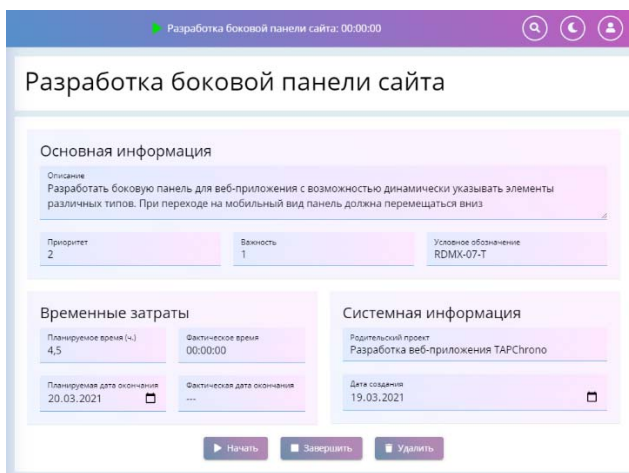 Разработка боковой панели сайта: 00:00:00
Разработка боковой панели сайта
Основная информация
Описание
Разработать боковую панель для веб-приложения с возможностью динамически указывать элементы
различных типов. При переходе на мобильный вид панель должна перемещаться вниз
Приоритет
2
Важность
1
Условное обозначение
RDMX-07-T
Временные затраты
Планируемое время (ч.)
4,5
Фактическое время
00:00:00
Планируемая дата окончания
20.03.2021
Фактическая дата окончания
---
Системная информация
Родительский проект
Разработка веб-приложения TAPChrono
Дата создания
19.03.2021
Начать
Завершить
Удалить